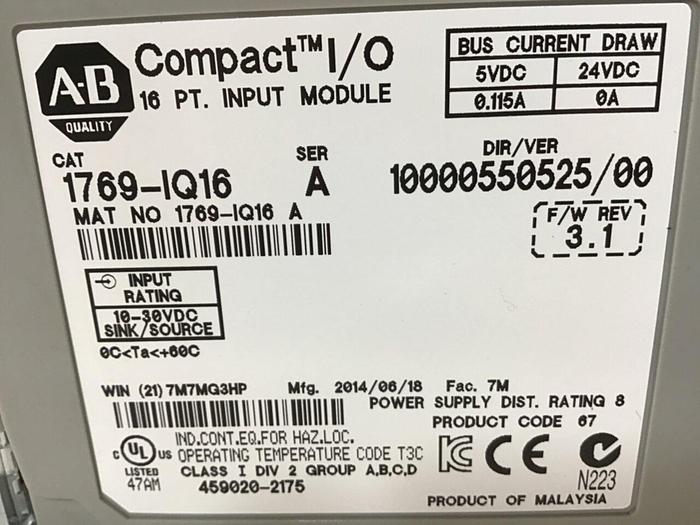 A-B
QUALITY
Compact™ I/O
16 PT. INPUT MODULE
BUS CURRENT DRAW
5VDC 24VDC
0.115A 0A
CAT SER DIR/VER
1769-IQ16 A 10000550525/00
MAT NO 1769-IQ16 A
F/W REV
3.1
INPUT
RATING
10-30VDC
SINK/SOURCE
0C<Ta<+60C
WIN (21) 7M7MG3HP Mfg. 2014/06/18 Fac. 7M
POWER SUPPLY DIST. RATING 8
PRODUCT CODE 67
C UL US
LISTED
47AM
IND.CONT.EQ.FOR HAZ.LOC.
OPERATING TEMPERATURE CODE T3C
CLASS I DIV 2 GROUP A,B,C,D
459020-2175
KC CE
N223
PRODUCT OF MALAYSIA